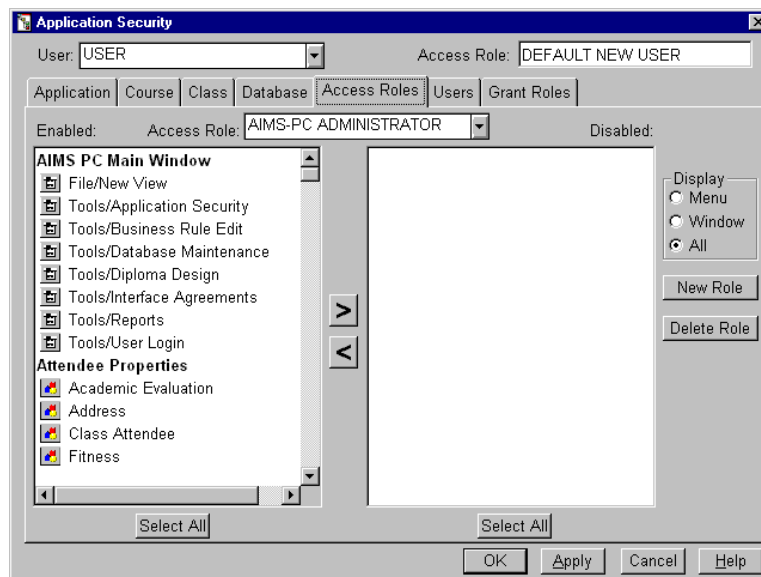 Application Security
User: USER Access Role: DEFAULT NEW USER
Application Course Class Database Access Roles Users Grant Roles
Enabled: Access Role: AIMS-PC ADMINISTRATOR Disabled:
AIMS PC Main Window
File/New View
Tools/Application Security
Tools/Business Rule Edit
Tools/Database Maintenance
Tools/Diploma Design
Tools/Interface Agreements
Tools/Reports
Tools/User Login
Attendee Properties
Academic Evaluation
Address
Class Attendee
Fitness
Select All
>
<
Select All
Display
Menu
Window
All
New Role
Delete Role
OK Apply Cancel Help